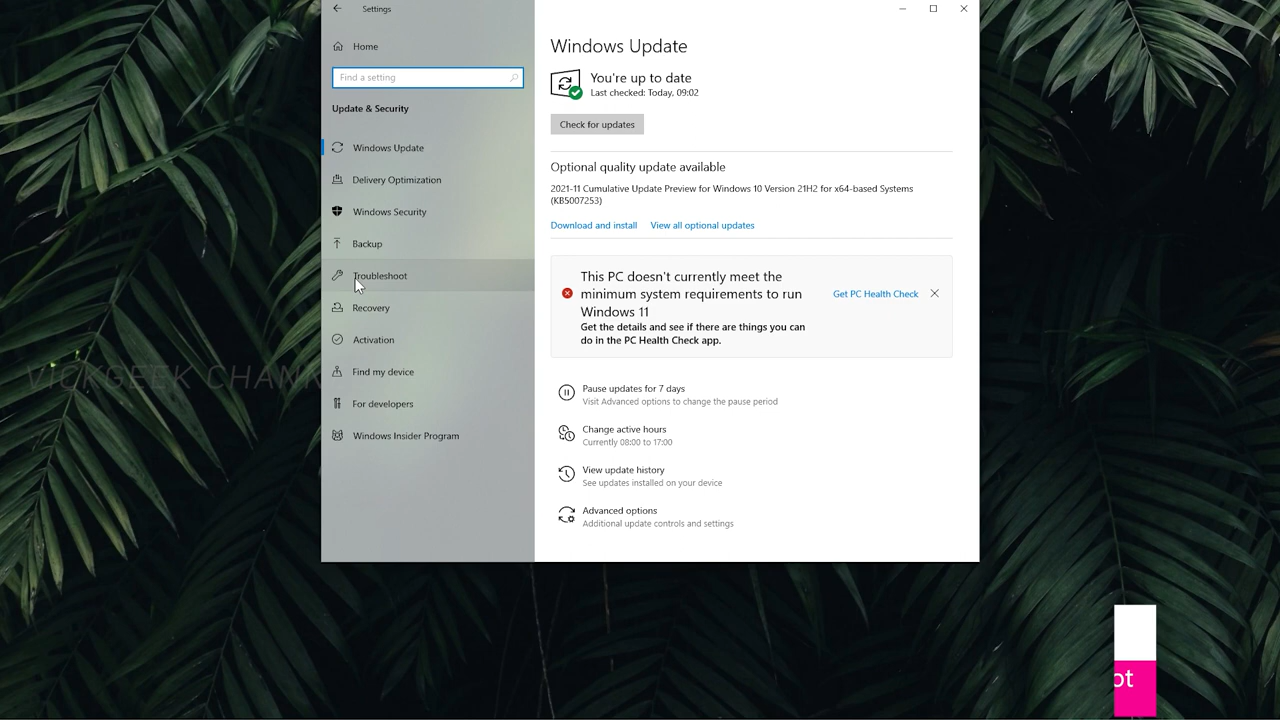 Settings
Home
Find a setting
Update & Security
Windows Update
Delivery Optimization
Windows Security
Backup
Troubleshoot
Recovery
Activation
Find my device
For developers
Windows Insider Program
Windows Update
You're up to date
Last checked: Today, 09:02
Check for updates
Optional quality update available
2021-11 Cumulative Update Preview for Windows 10 Version 21H2 for x64-based Systems
(KB5007253)
Download and install View all optional updates
This PC doesn't currently meet the
minimum system requirements to run
Windows 11
Get the details and see if there are things you can
do in the PC Health Check app.
Get PC Health Check
Pause updates for 7 days
Visit Advanced options to change the pause period
Change active hours
Currently 08:00 to 17:00
View update history
See updates installed on your device
Advanced options
Additional update controls and settings
VICKGEEK